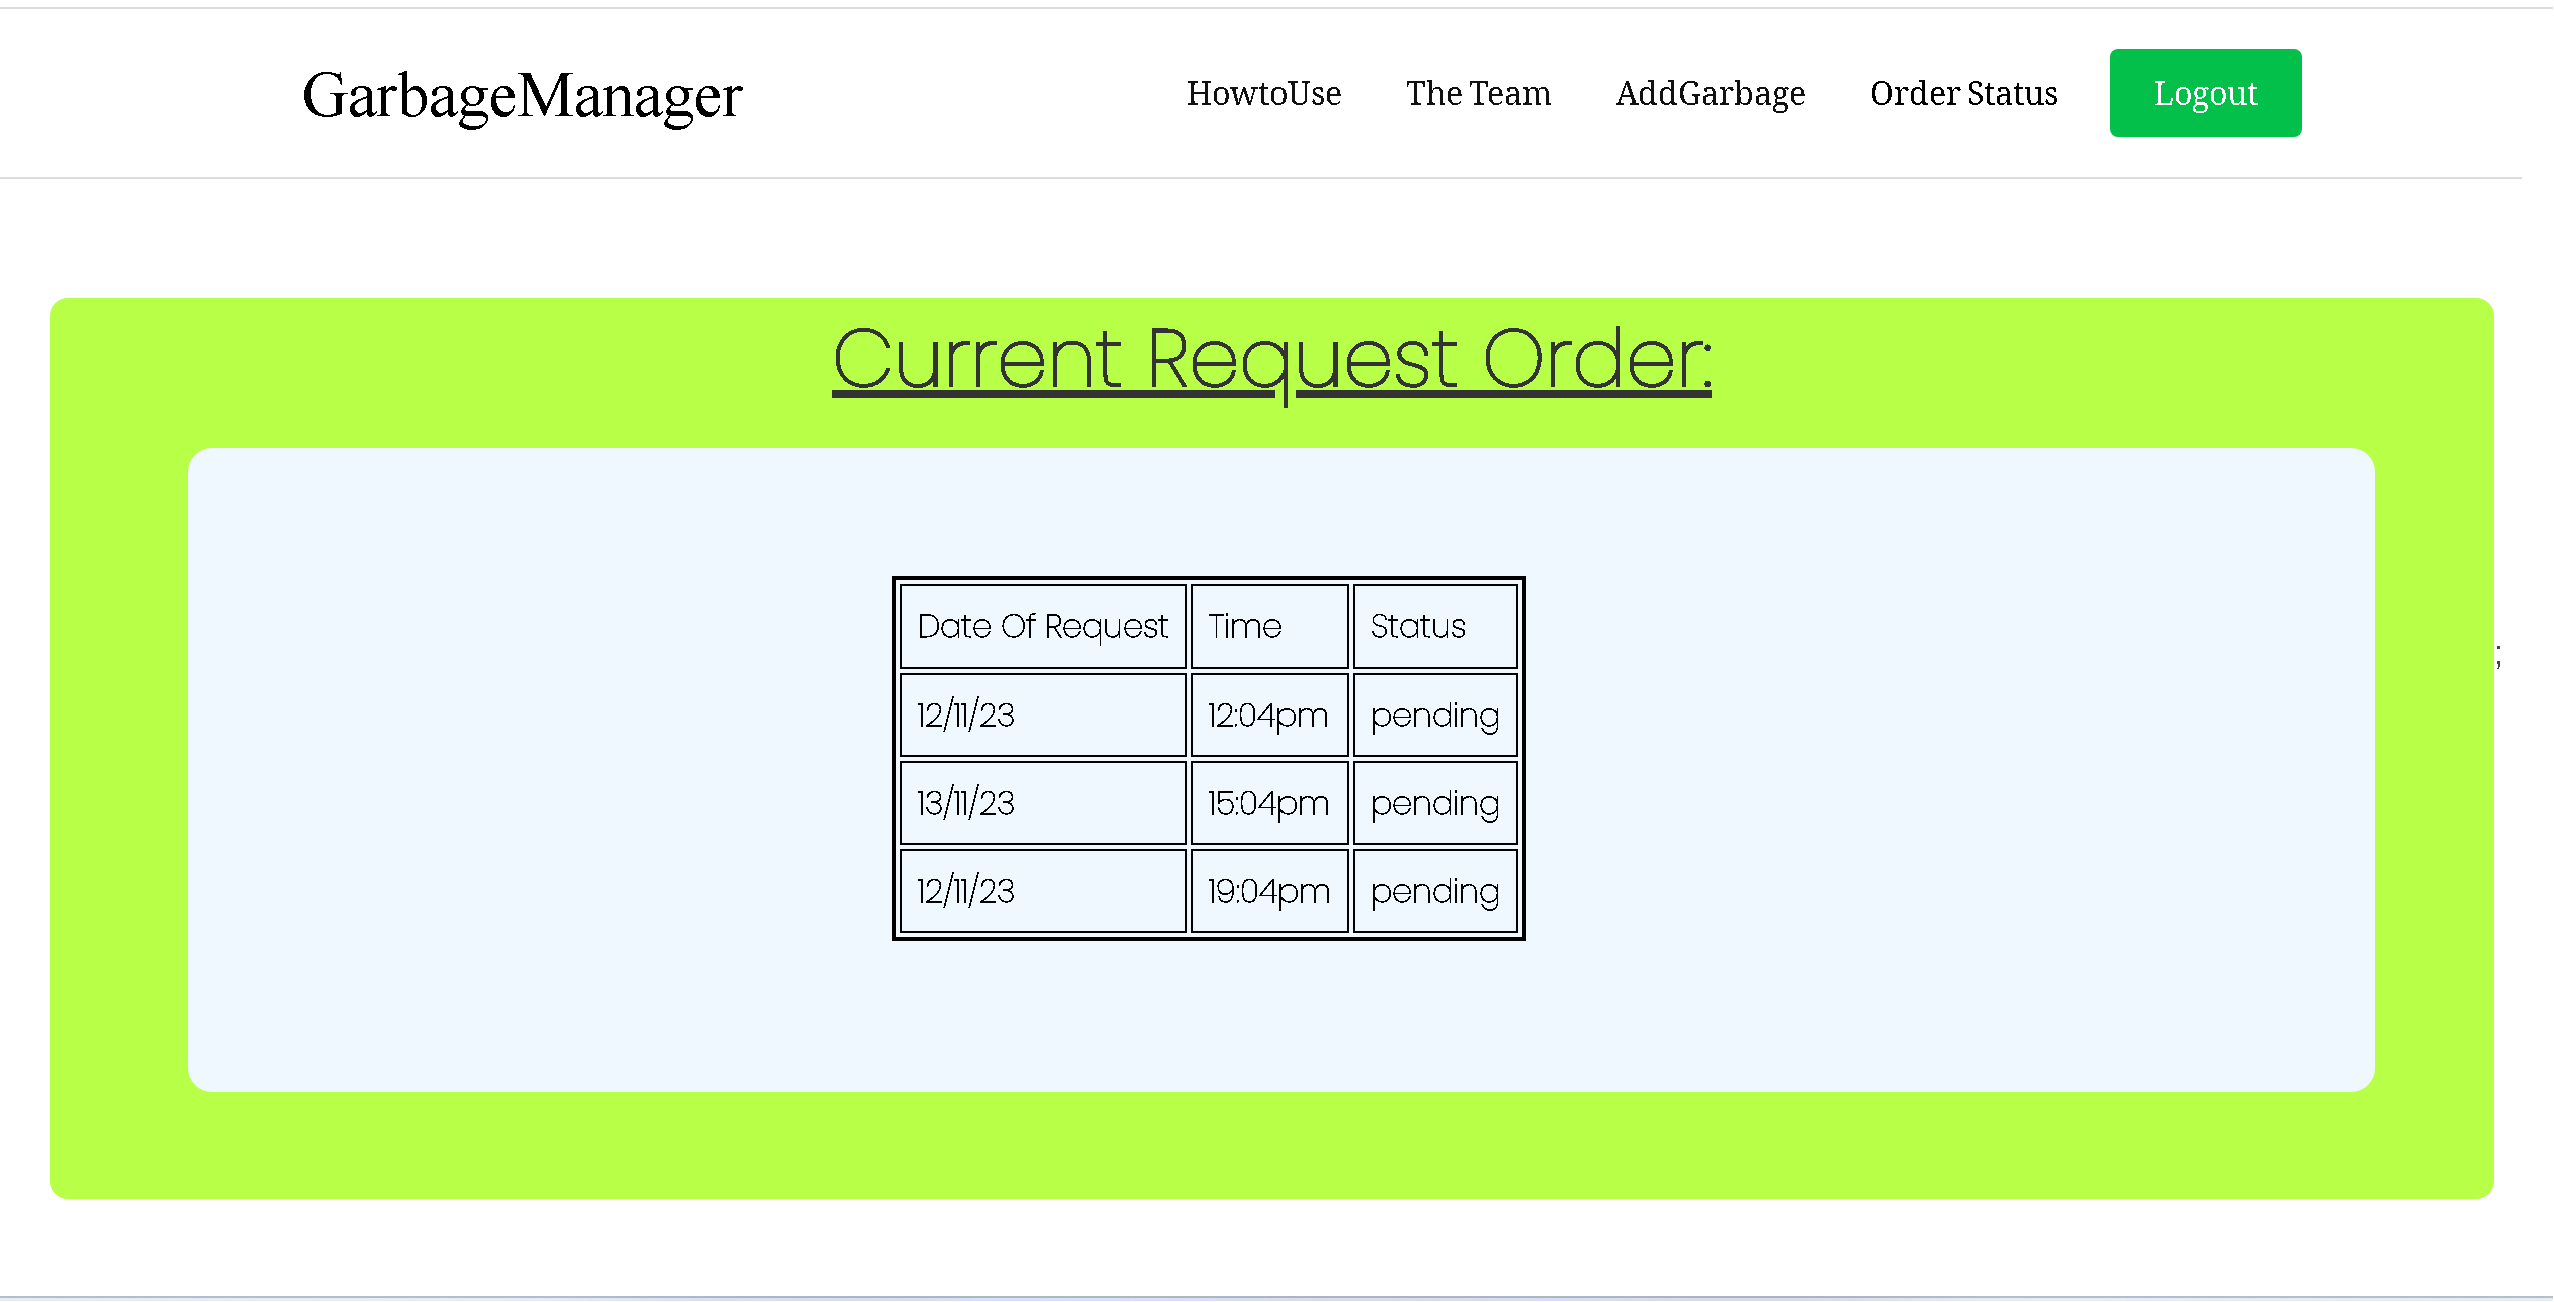 GarbageManager HowtoUse The Team AddGarbage Order Status Logout
Current Request Order:
Date Of Request Time Status
;
12/11/23 12:04pm pending
13/11/23 15:04pm pending
12/11/23 19:04pm pending